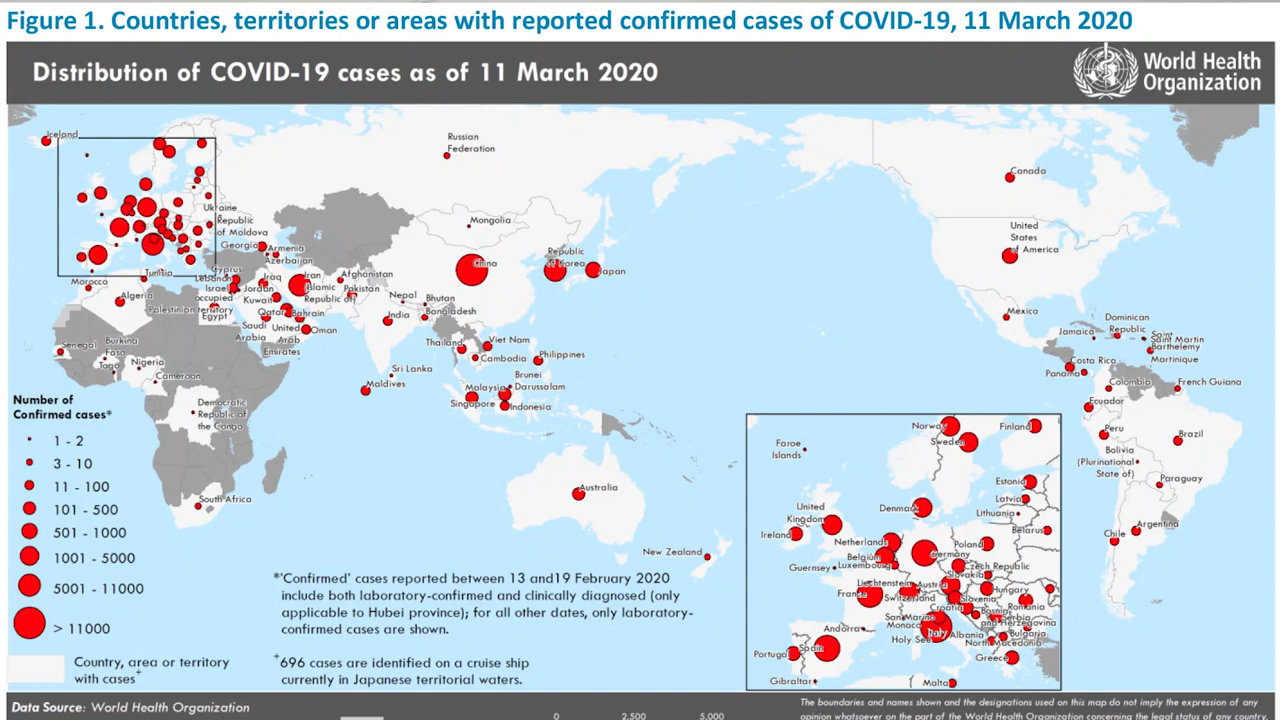 Figure 1. Countries, territories or areas with reported confirmed cases of COVID-19, 11 March 2020
Distribution of COVID-19 cases as of 11 March 2020
World Health
Organization
Iceland
Russian
Federation
Canada
Ukraine
Republic
of Moldova
Georgia
Armenia
Azerbaijan
Mongolia
United
States
of America
Republic
of Korea
China
Japan
Tunisia
Cyprus
Lebanon
Israel
Iraq
Jordan
Iran
Islamic
Republic of
Afghanistan
Pakistan
Morocco
Algeria
occupied
Palestinian territory
Egypt
Kuwait
Qatar
Bahrain
Saudi
Arabia
United
Arab
Emirates
Oman
Nepal
Bhutan
India
Bangladesh
Mexico
Dominican
Republic
Jamaica
Saint
Saint Martin
Barthelemy
Martinique
Senegal
Burkina
Faso
Togo
Nigeria
Cameroon
Thailand
Viet Nam
Cambodia
Philippines
Sri Lanka
Maldives
Brunei
Darussalam
Malaysia
Singapore
Indonesia
Costa Rica
Panama
Colombia
French Guiana
Ecuador
Democratic
Republic of
the Congo
Peru
Brazil
Bolivia
(Plurinational
State of)
Paraguay
South Africa
Australia
New Zealand
Chile
Argentina
Number of
Confirmed cases*
1 - 2
3 - 10
11 - 100
101 - 500
501 - 1000
1001 - 5000
5001 - 11000
> 11000
Country, area or territory
with cases+
*'Confirmed' cases reported between 13 and19 February 2020
include both laboratory-confirmed and clinically diagnosed (only
applicable to Hubei province); for all other dates, only laboratory-
confirmed cases are shown.
+696 cases are identified on a cruise ship
currently in Japanese territorial waters.
Norway
Sweden
Finland
Faroe
Islands
Estonia
Latvia
Lithuania
Denmark
United
Kingdom
Ireland
Belarus
Netherlands
Belgium
Luxembourg
Germany
Poland
Guernsey
Czech Republic
Slovakia
Liechtenstein
Austria
Hungary
France
Switzerland
Slovenia
Croatia
Romania
San Marino
Monaco
Bosnia
and Herzegovina
Serbia
Andorra
Italy
Holy See
Albania
Bulgaria
North Macedonia
Portugal
Spain
Greece
Gibraltar
Malta
Data Source: World Health Organization
0
2,500
5,000
The boundaries and names shown and the designations used on this map do not imply the expression of any
opinion whatsoever on the part of the World Health Organization concerning the legal status of any country,